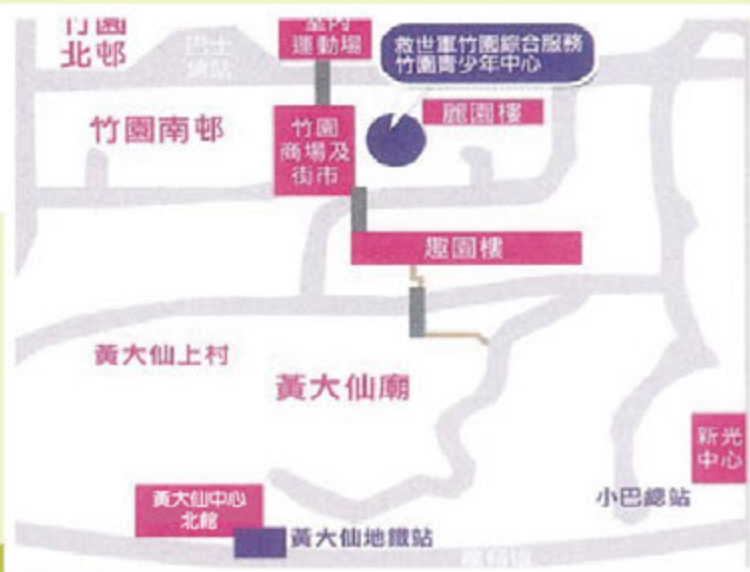 竹園
北邨
巴士
總站
室內
運動場
救世軍竹園綜合服務
竹園青少年中心
竹園南邨
竹園
商場及
街市
麗園樓
趣園樓
黃大仙上村
黃大仙廟
新光
中心
黃大仙中心
北館
小巴總站
黃大仙地鐵站